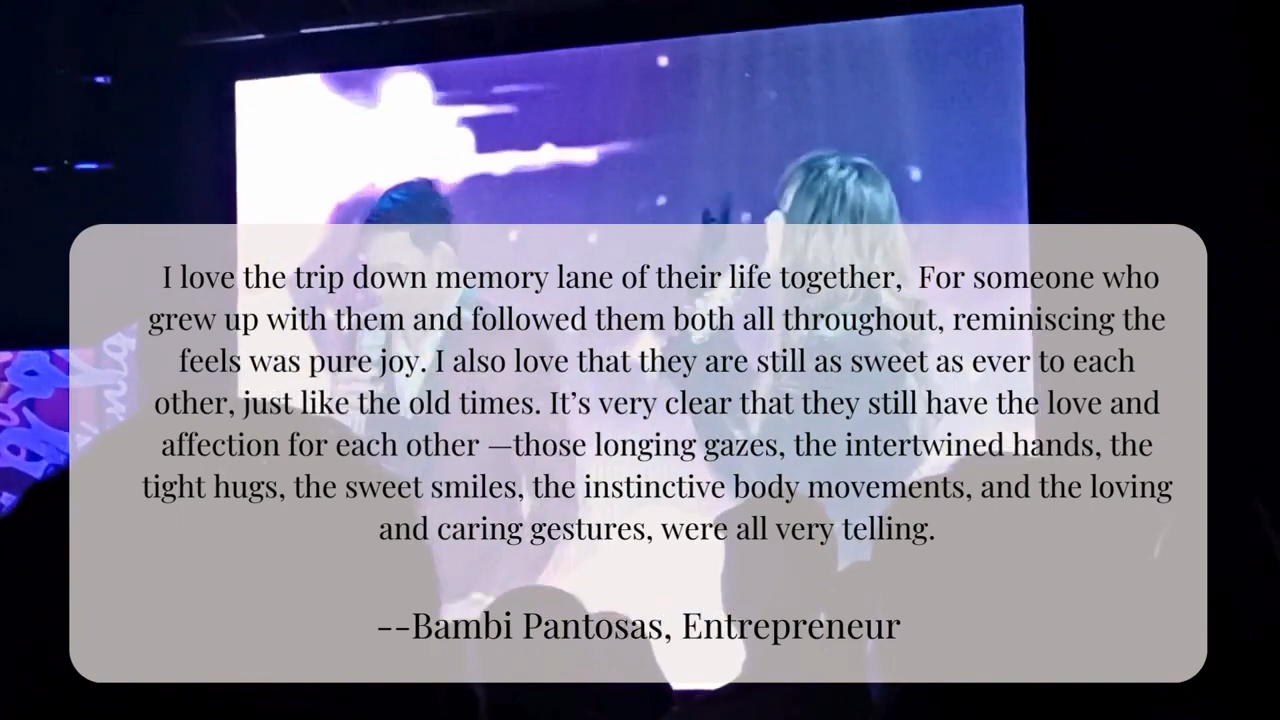 I love the trip down memory lane of their life together,  For someone who
grew up with them and followed them both all throughout, reminiscing the
feels was pure joy. I also love that they are still as sweet as ever to each
other, just like the old times. It’s very clear that they still have the love and
affection for each other —those longing gazes, the intertwined hands, the
tight hugs, the sweet smiles, the instinctive body movements, and the loving
and caring gestures, were all very telling.
--Bambi Pantosas, Entrepreneur